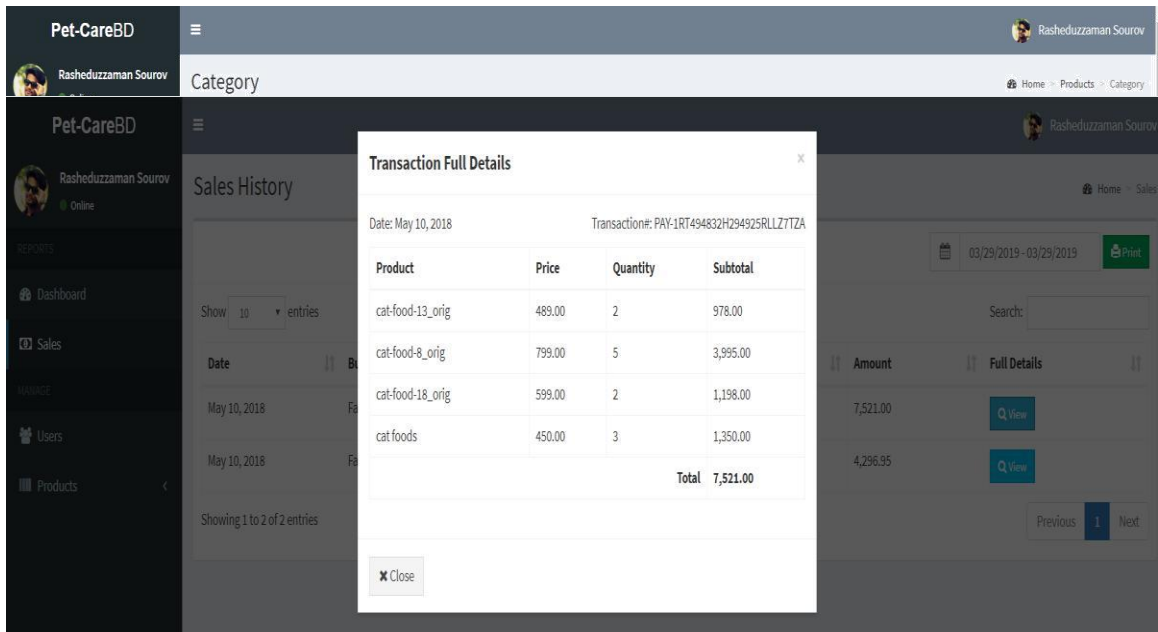 Pet-CareBD
Rasheduzzaman Sourov
Rasheduzzaman Sourov
Category
Home > Products > Category
Pet-CareBD
Rasheduzzaman Sourov
Rasheduzzaman Sourov
Online
Sales History
Home > Sales
REPORTS
Dashboard
Sales
MANAGE
Users
Products
03/29/2019 - 03/29/2019
Print
Show 10 entries
Search:
Date
Amount
Full Details
May 10, 2018
7,521.00
View
May 10, 2018
4,296.95
View
Showing 1 to 2 of 2 entries
Previous 1 Next
Transaction Full Details
x
Date: May 10, 2018 Transaction#: PAY-1RT494832H294925RLLZ7TZA
Product Price Quantity Subtotal
cat-food-13_orig 489.00 2 978.00
cat-food-8_orig 799.00 5 3,995.00
cat-food-18_orig 599.00 2 1,198.00
cat foods 450.00 3 1,350.00
Total 7,521.00
Close